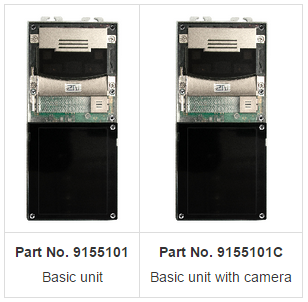 Part No. 9155101
Basic unit
Part No. 9155101C
Basic unit with camera